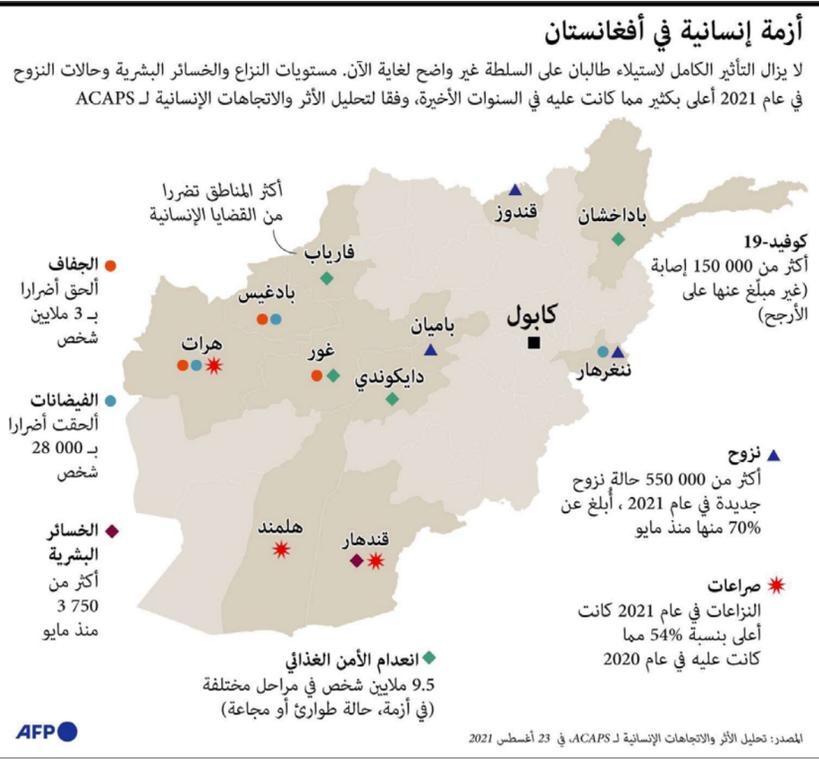 أزمة إنسانية في أفغانستان
لا يزال التأثير الكامل لاستيلاء طالبان على السلطة غير واضح لغاية الآن. مستويات النزاع والخسائر البشرية وحالات النزوح
في عام 2021 أعلى بكثير مما كانت عليه في السنوات الأخيرة، وفقا لتحليل الأثر والاتجاهات الإنسانية لـ ACAPS
أكثر المناطق تضررا
من القضايا الإنسانية
قندوز
باداخشان
فارياب
بادغيس
باميان
كابول
هرات
غور
دايكوندي
ننغرهار
هلمند
قندهار
كوفيد-19
أكثر من 000 150 إصابة
(غير مبلّغ عنها على
الأرجح)
الجفاف
ألحق أضرارا
بـ 3 ملايين
شخص
الفيضانات
ألحقت أضرارا
بـ 000 28
شخص
الخسائر
البشرية
أكثر من
3 750
منذ مايو
نزوح
أكثر من 000 550 حالة نزوح
جديدة في عام 2021 ، أُبلغ عن
70% منها منذ مايو
صراعات
النزاعات في عام 2021 كانت
أعلى بنسبة 54% مما
كانت عليه في عام 2020
انعدام الأمن الغذائي
9.5 ملايين شخص في مراحل مختلفة
(في أزمة، حالة طوارئ أو مجاعة)
المصدر: تحليل الأثر والاتجاهات الإنسانية لـ ACAPS، في 23 أغسطس 2021
AFP